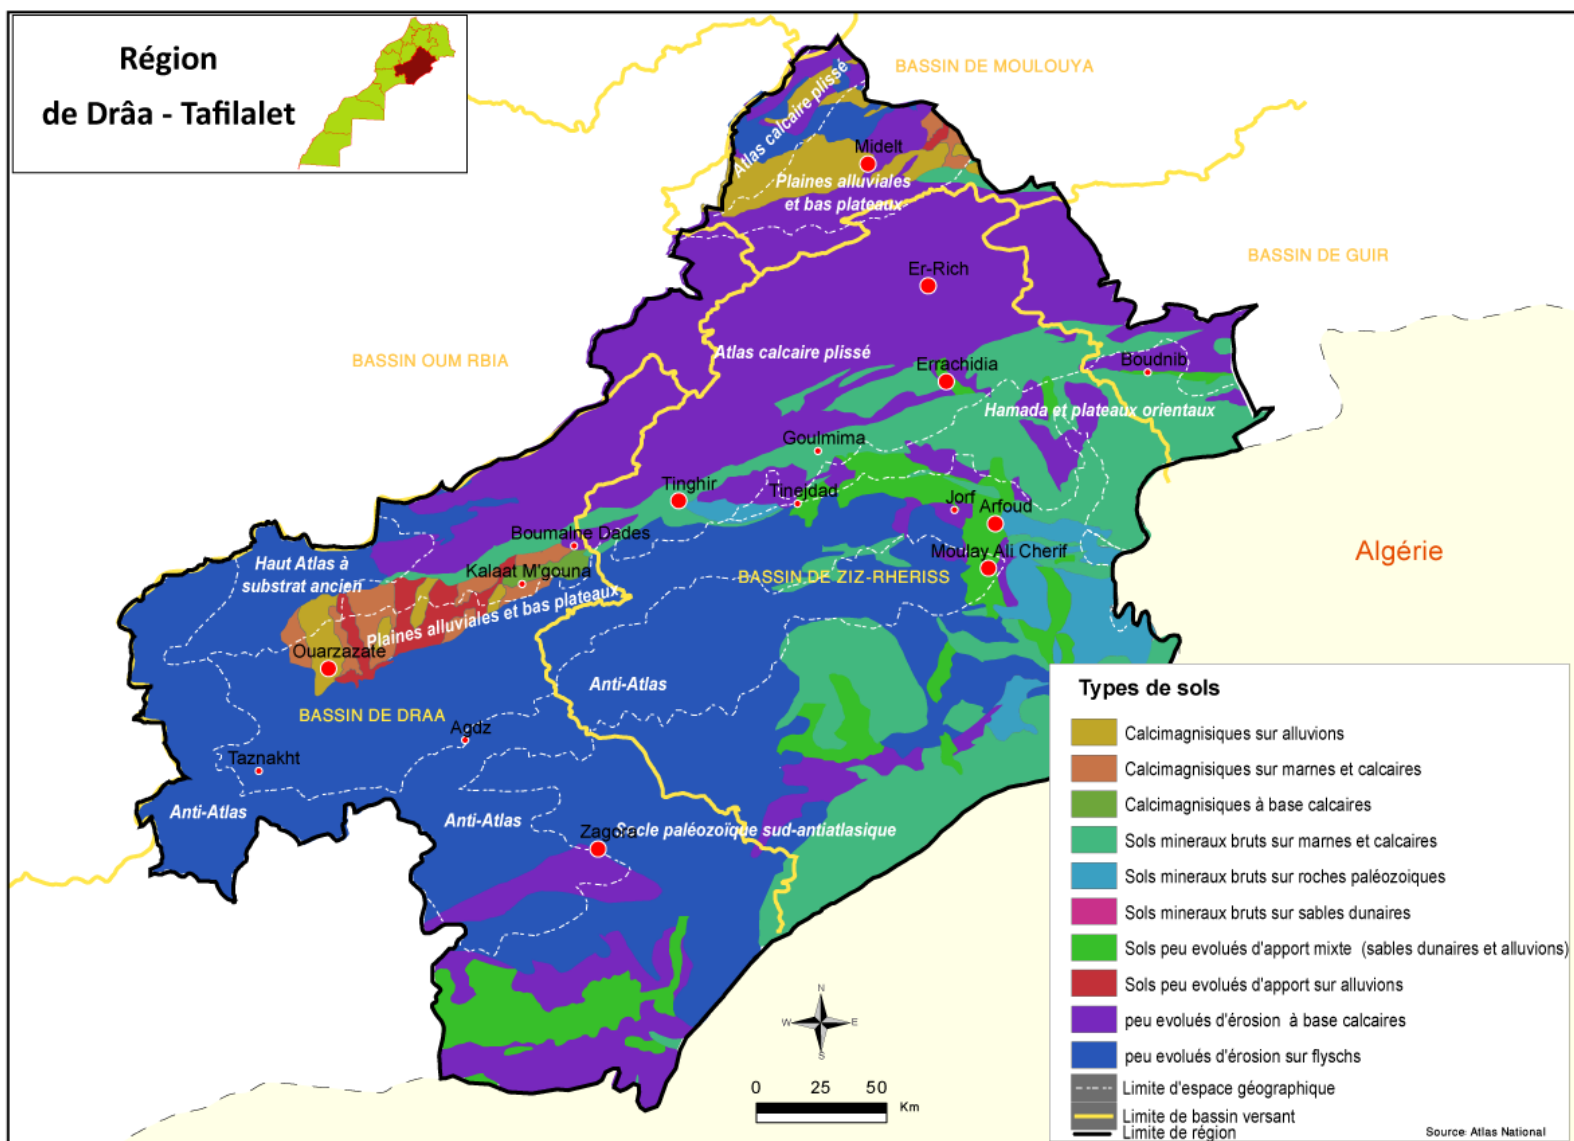 Région
de Drâa - Tafilalet
BASSIN DE MOULOUYA
Atlas calcaire plissé
Midelt
Plaines alluviales
et bas plateaux
BASSIN DE GUIR
Er-Rich
BASSIN OUM RBIA
Atlas calcaire plissé
Errachidia
Boudnib
Hamada et plateaux orientaux
Goulmima
Tinghir
Tinejdad
Jorf
Arfoud
Boumalne Dades
Moulay Ali Cherif
Algérie
Haut Atlas à
substrat ancien
Kalaat M'gouna
BASSIN DE ZIZ-RHERISS
Plaines alluviales et bas plateaux
Ouarzazate
Anti-Atlas
BASSIN DE DRAA
Agdz
Taznakht
Anti-Atlas
Anti-Atlas
Zagora
Socle paléozoïque sud-antiatlasique
N
W
E
S
0 25 50
Km
Types de sols
Calcimagnisiques sur alluvions
Calcimagnisiques sur marnes et calcaires
Calcimagnisiques à base calcaires
Sols mineraux bruts sur marnes et calcaires
Sols mineraux bruts sur roches paléozoiques
Sols mineraux bruts sur sables dunaires
Sols peu evolués d'apport mixte (sables dunaires et alluvions)
Sols peu evolués d'apport sur alluvions
peu evolués d'érosion à base calcaires
peu evolués d'érosion sur flyschs
Limite d'espace géographique
Limite de bassin versant
Limite de région
Source: Atlas National